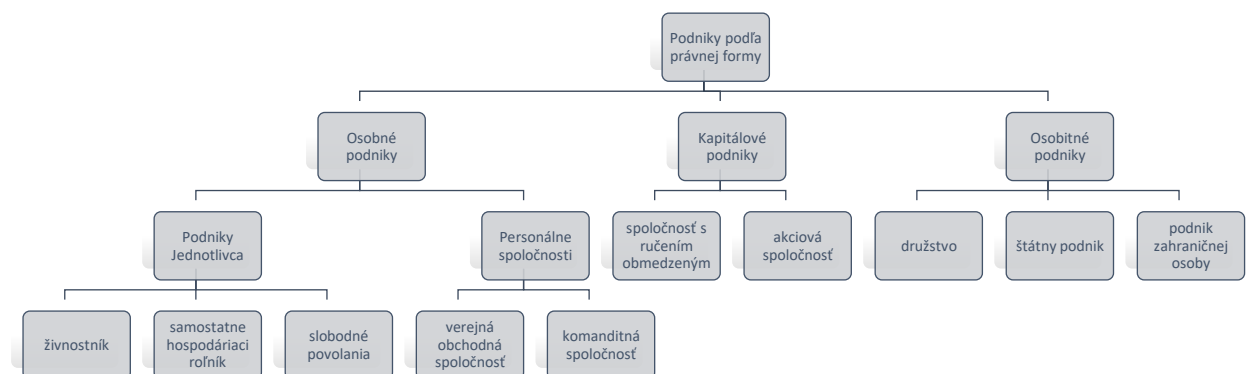 Podniky podľa
právnej formy
Osobné
podniky
Kapitálové
podniky
Osobitné
podniky
Podniky
Jednotlivca
Personálne
spoločnosti
spoločnosť s
ručením
obmedzeným
akciová
spoločnosť
družstvo
štátny podnik
podnik
zahraničnej
osoby
živnostník
samostatne
hospodáriaci
roľník
slobodné
povolania
verejná
obchodná
spoločnosť
komanditná
spoločnosť